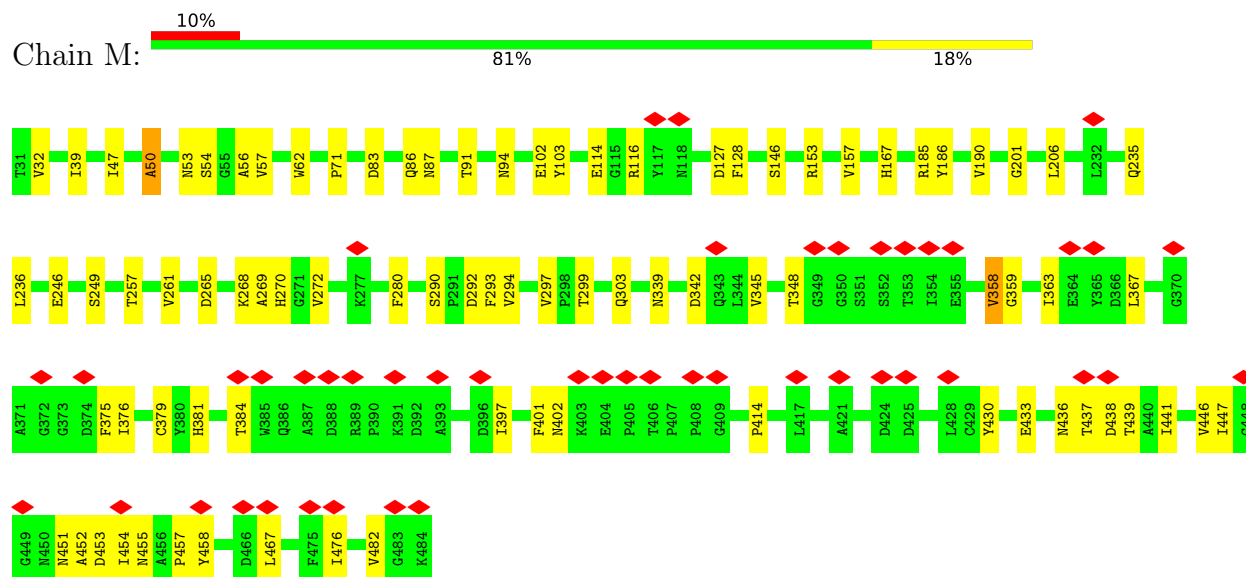 10%
Chain M:
81% 18%
T31 V32 I39 I47 A50 N53 S54 G55 A56 V57 W62 P71 D83 Q86 N87 T91 N94 E102 Y103 E114 G115 R116 Y117 N118 D127 F128 S146 R153 V157 H167 R185 Y186 V190 G201 L206 L232 Q235
L236 E246 S249 T257 V261 D265 K268 A269 H270 G271 V272 K277 F280 S290 P291 D292 F293 V294 V297 P298 T299 Q303 N339 D342 Q343 L344 V345 T348 G349 G350 S351 S352 T353 I354 E355 V358 G359 I363 E364 Y365 D366 L367 G370
A371 G372 G373 D374 F375 I376 C379 Y380 H381 T384 W385 Q386 A387 D388 R389 P390 K391 D392 A393 D396 I397 F401 N402 K403 E404 P405 T406 P407 P408 G409 P414 L417 A421 D424 D425 L428 C429 Y430 E433 N436 T437 D438 T439 A440 I441 V446 I447 G448
G449 N450 N451 A452 D453 I454 N455 A456 P457 Y458 D466 L467 F475 I476 V482 G483 K484